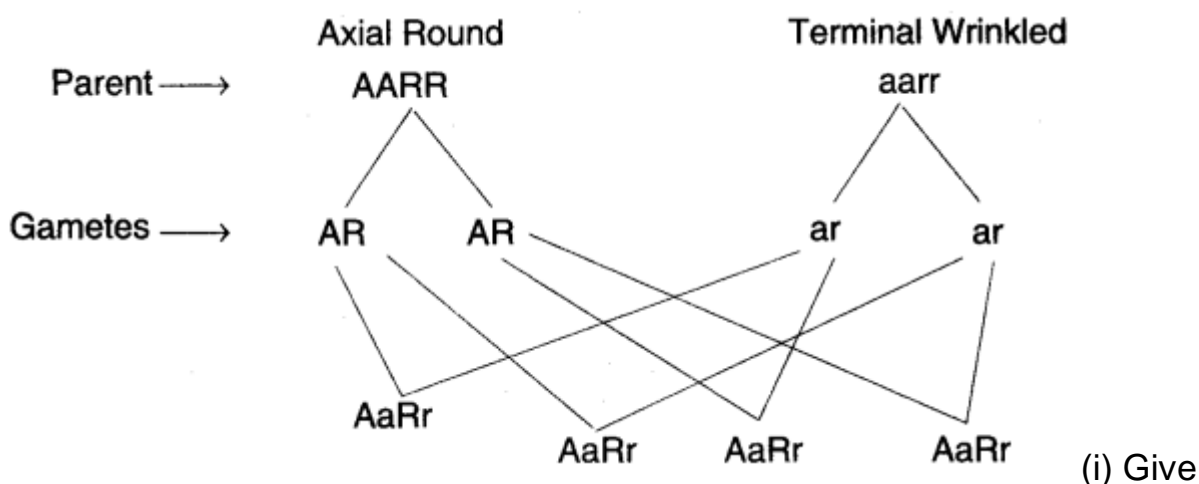 Axial Round Terminal Wrinkled
Parent → AARR aarr
Gametes → AR AR ar ar
AaRr
AaRr AaRr AaRr
(i) Give